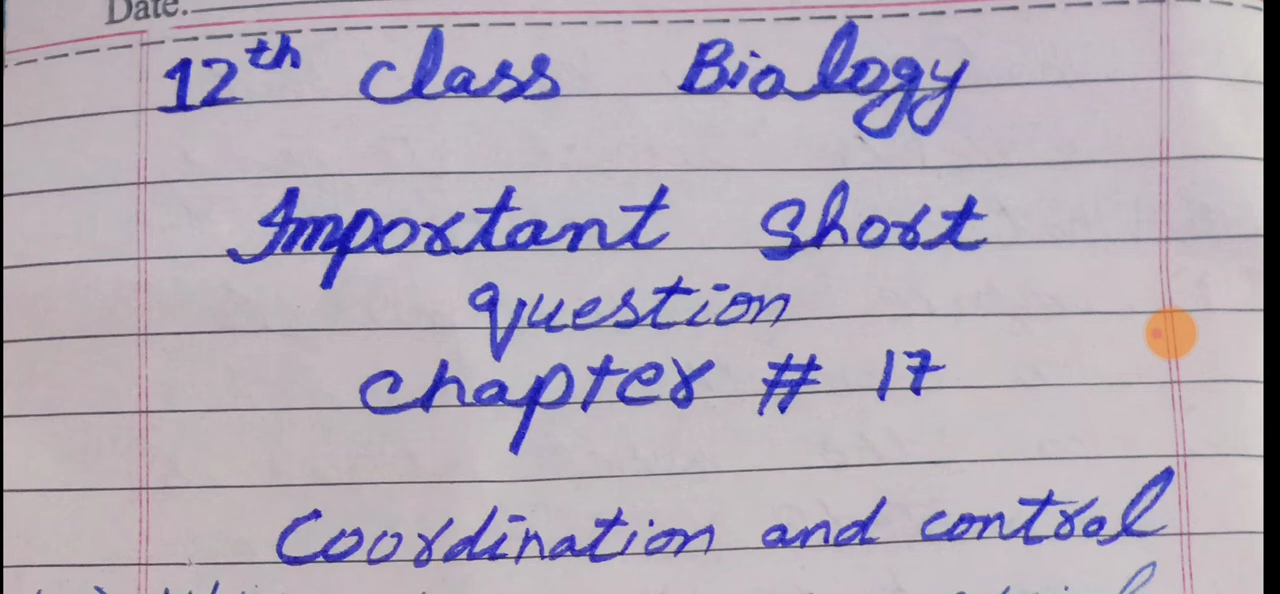 Date.
12th class Biology
Important short
question
chapter # 17
Coordination and control